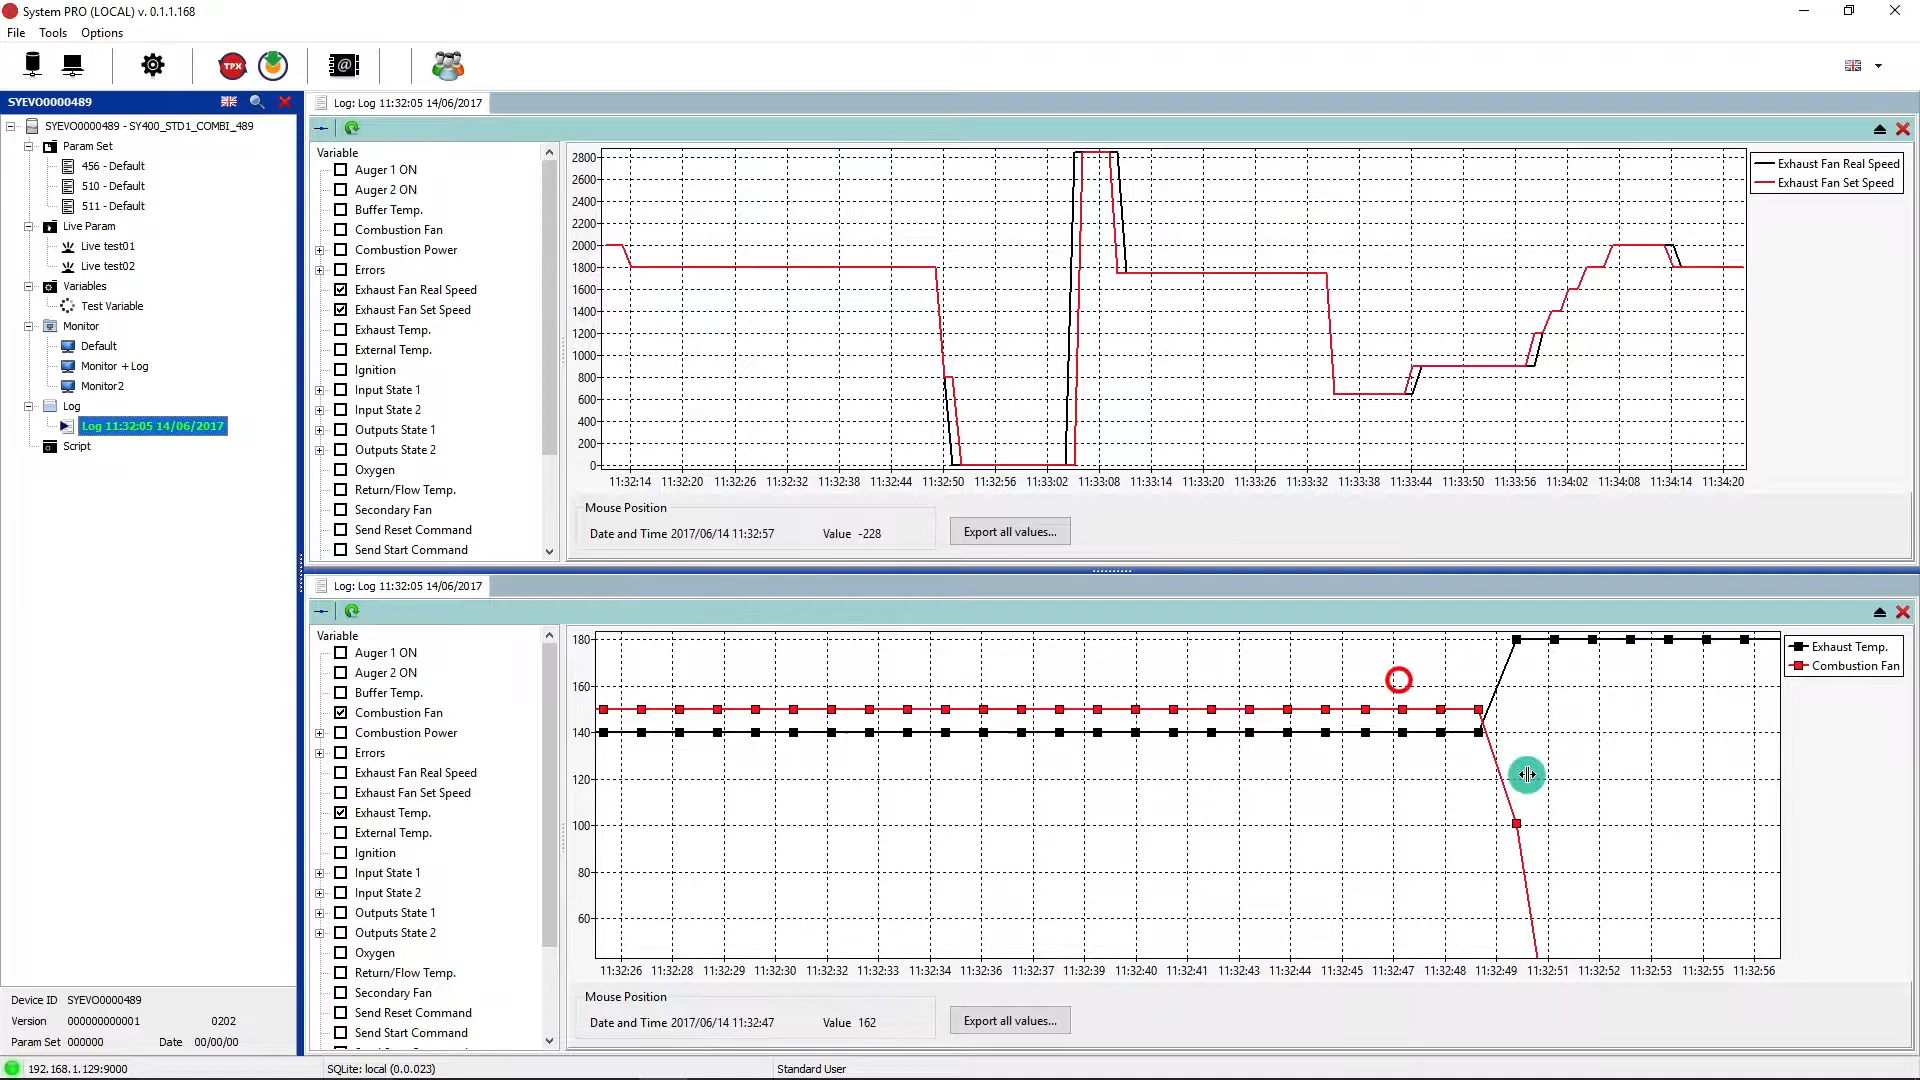 System PRO (LOCAL) v. 0.1.1.168
File Tools Options
TPX
@
SYEVO0000489
SYEVO0000489 - SY400_STD1_COMBI_489
Param Set
456 - Default
510 - Default
511 - Default
Live Param
Live test01
Live test02
Variables
Test Variable
Monitor
Default
Monitor +Log
Monitor2
Log
Log 11:32:05 14/06/2017
Script
Device ID SYEVO0000489
Version 000000000001 0202
Param Set 000000 Date 00/00/00
Log: Log 11:32:05 14/06/2017
Variable
Auger 1 ON
Auger 2 ON
Buffer Temp.
Combustion Fan
Combustion Power
Errors
Exhaust Fan Real Speed
Exhaust Fan Set Speed
Exhaust Temp.
External Temp.
Ignition
Input State 1
Input State 2
Outputs State 1
Outputs State 2
Oxygen
Return/Flow Temp.
Secondary Fan
Send Reset Command
Send Start Command
2800
2600
2400
2200
2000
1800
1600
1400
1200
1000
800
600
400
200
0
11:32:14 11:32:20 11:32:26 11:32:32 11:32:38 11:32:44 11:32:50 11:32:56 11:33:02 11:33:08 11:33:14 11:33:20 11:33:26 11:33:32 11:33:38 11:33:44 11:33:50 11:33:56 11:34:02 11:34:08 11:34:14 11:34:20
Exhaust Fan Real Speed
Exhaust Fan Set Speed
Mouse Position
Date and Time 2017/06/14 11:32:57 Value -228
Export all values...
Log: Log 11:32:05 14/06/2017
Variable
Auger 1 ON
Auger 2 ON
Buffer Temp.
Combustion Fan
Combustion Power
Errors
Exhaust Fan Real Speed
Exhaust Fan Set Speed
Exhaust Temp.
External Temp.
Ignition
Input State 1
Input State 2
Outputs State 1
Outputs State 2
Oxygen
Return/Flow Temp.
Secondary Fan
Send Reset Command
Send Start Command
180
160
140
120
100
80
60
11:32:26 11:32:28 11:32:29 11:32:30 11:32:32 11:32:33 11:32:34 11:32:36 11:32:37 11:32:39 11:32:40 11:32:41 11:32:43 11:32:44 11:32:45 11:32:47 11:32:48 11:32:49 11:32:51 11:32:52 11:32:53 11:32:55 11:32:56
Exhaust Temp.
Combustion Fan
Mouse Position
Date and Time 2017/06/14 11:32:47 Value 162
Export all values...
192.168.1.129:9000 SQLite: local (0.0.023) Standard User